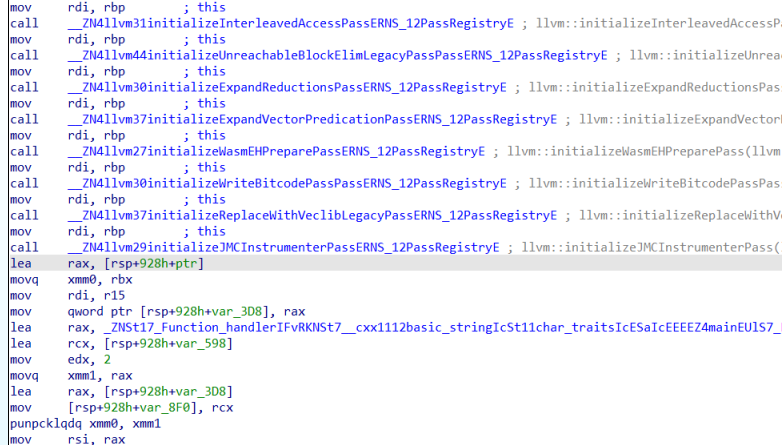 mov rdi, rbp ; this
call __ZN4llvm31initializeInterleavedAccessPassERNS_12PassRegistryE ; llvm::initializeInterleavedAccessPa
mov rdi, rbp ; this
call __ZN4llvm44initializeUnreachableBlockElimLegacyPassPassERNS_12PassRegistryE ; llvm::initializeUnreac
mov rdi, rbp ; this
call __ZN4llvm30initializeExpandReductionsPassERNS_12PassRegistryE ; llvm::initializeExpandReductionsPas
mov rdi, rbp ; this
call __ZN4llvm37initializeExpandVectorPredicationPassERNS_12PassRegistryE ; llvm::initializeExpandVector
mov rdi, rbp ; this
call __ZN4llvm27initializeWasmEHPreparePassERNS_12PassRegistryE ; llvm::initializeWasmEHPreparePass(llvm
mov rdi, rbp ; this
call __ZN4llvm30initializeWriteBitcodePassPassERNS_12PassRegistryE ; llvm::initializeWriteBitcodePassPas
mov rdi, rbp ; this
call __ZN4llvm37initializeReplaceWithVeclibLegacyPassERNS_12PassRegistryE ; llvm::initializeReplaceWithV
mov rdi, rbp ; this
call __ZN4llvm29initializeJMCInstrumenterPassERNS_12PassRegistryE ; llvm::initializeJMCInstrumenterPass(
lea rax, [rsp+928h+ptr]
movq xmm0, rbx
mov rdi, r15
mov qword ptr [rsp+928h+var_3D8], rax
lea rax, _ZNSt17_Function_handlerIFvRKNSt7__cxx1112basic_stringIcSt11char_traitsIcESaIcEEEEZ4mainEUlS7_
lea rcx, [rsp+928h+var_598]
mov edx, 2
movq xmm1, rax
lea rax, [rsp+928h+var_3D8]
mov [rsp+928h+var_8F0], rcx
punpcklqdq xmm0, xmm1
mov rsi, rax